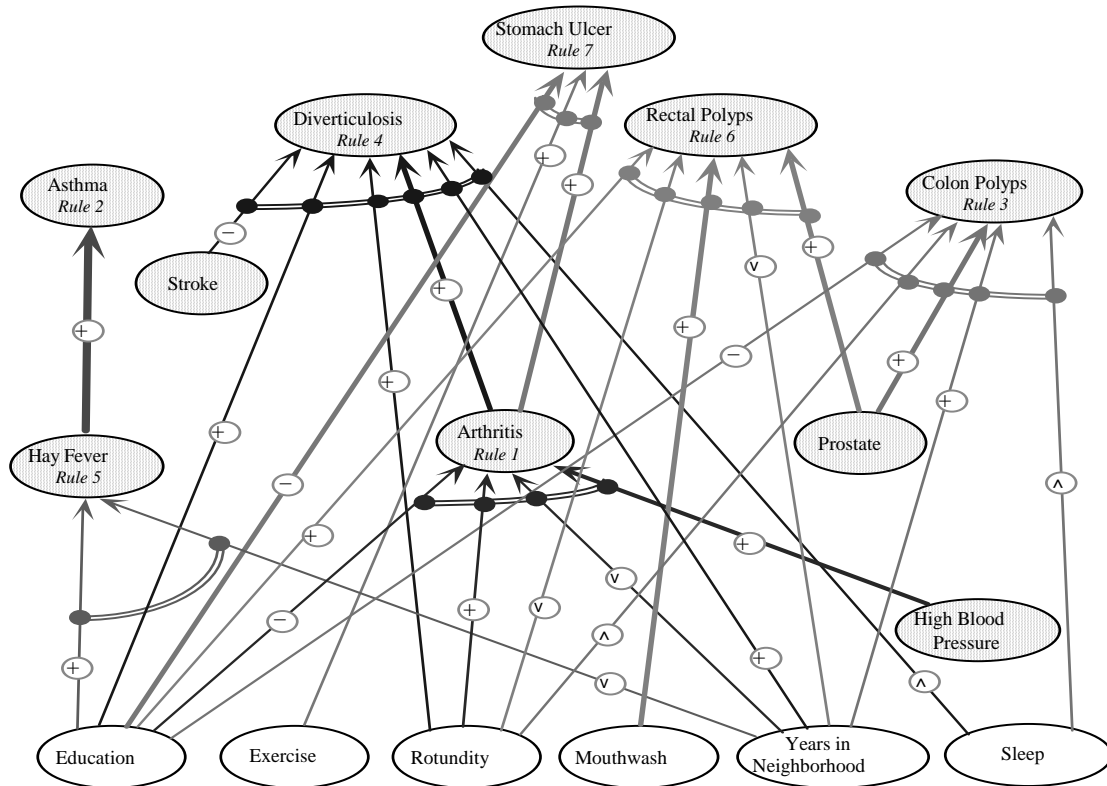 Stomach Ulcer
Rule 7
Diverticulosis
Rule 4
Rectal Polyps
Rule 6
Asthma
Rule 2
Colon Polyps
Rule 3
+
+
+
−
Stroke
v
+
+
+
−
+
+
+
+
+
Hay Fever
Rule 5
Arthritis
Rule 1
Prostate
−
^
+
+
v
v
+
−
^
High Blood
Pressure
+
+
v
^
Education
Exercise
Rotundity
Mouthwash
Years in
Neighborhood
Sleep